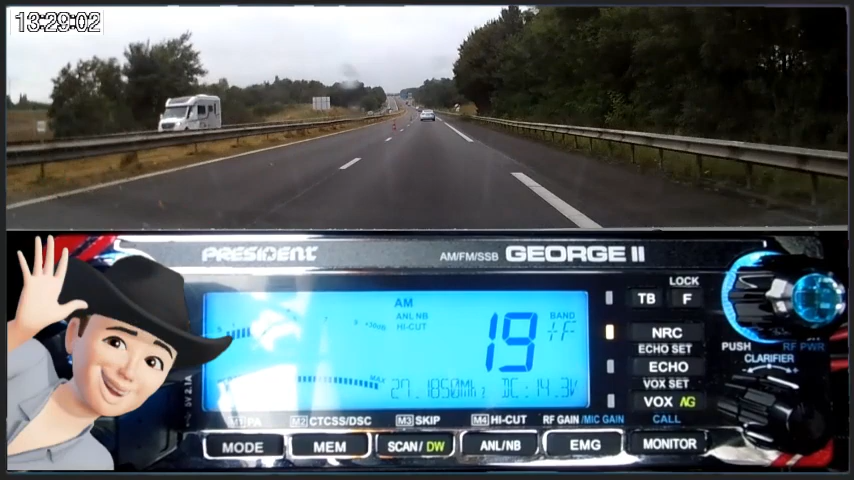 13:29:02
PRESIDENT AM/FM/SSB GEORGE II
LOCK
TB F
AM
ANL NB
HI-CUT
19
BAND
NRC
ECHO SET
ECHO
VOX SET
VOX
CALL
PUSH
RF PWR
CLARIFIER
MAX
27.1850MHz DC:14.3V
5V 2.1A
M1 PA M2 CTCSS/DSC M3 SKIP M4 HI-CUT RF GAIN /MIC GAIN
MODE MEM SCAN/ DW ANL/NB EMG MONITOR